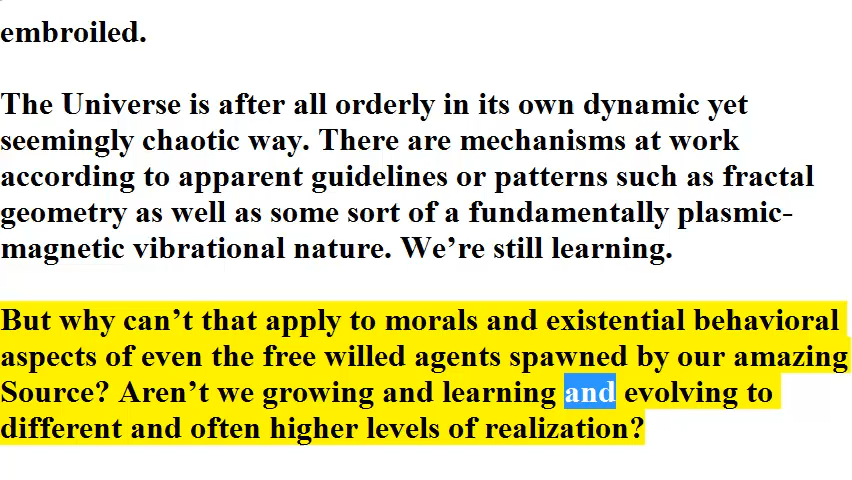 embroiled.
The Universe is after all orderly in its own dynamic yet
seemingly chaotic way. There are mechanisms at work
according to apparent guidelines or patterns such as fractal
geometry as well as some sort of a fundamentally plasmic-
magnetic vibrational nature. We’re still learning.
But why can’t that apply to morals and existential behavioral
aspects of even the free willed agents spawned by our amazing
Source? Aren’t we growing and learning and evolving to
different and often higher levels of realization?